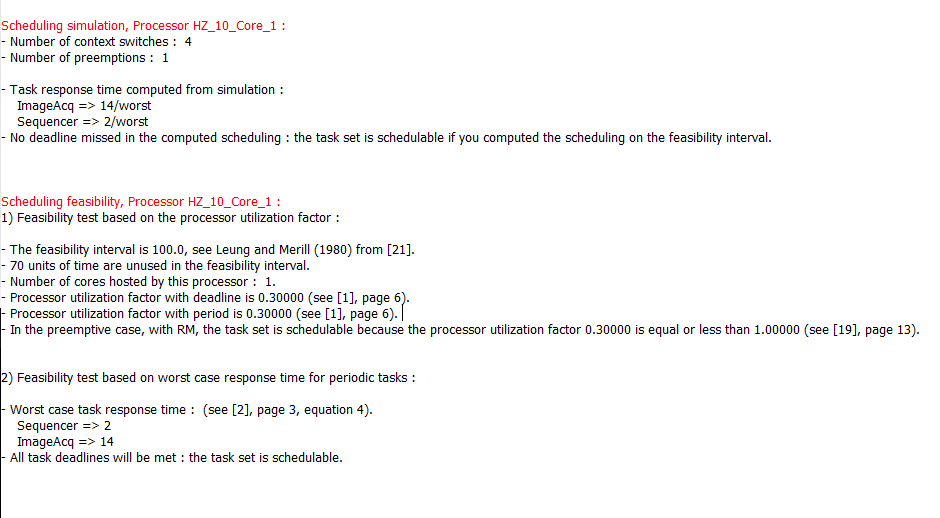 Scheduling simulation, Processor HZ_10_Core_1 :
- Number of context switches :  4
- Number of preemptions :  1
- Task response time computed from simulation :
ImageAcq => 14/worst
Sequencer => 2/worst
- No deadline missed in the computed scheduling : the task set is schedulable if you computed the scheduling on the feasibility interval.
Scheduling feasibility, Processor HZ_10_Core_1 :
1) Feasibility test based on the processor utilization factor :
- The feasibility interval is 100.0, see Leung and Merill (1980) from [21].
- 70 units of time are unused in the feasibility interval.
- Number of cores hosted by this processor :  1.
- Processor utilization factor with deadline is 0.30000 (see [1], page 6).
- Processor utilization factor with period is 0.30000 (see [1], page 6).
- In the preemptive case, with RM, the task set is schedulable because the processor utilization factor 0.30000 is equal or less than 1.00000 (see [19], page 13).
2) Feasibility test based on worst case response time for periodic tasks :
- Worst case task response time :  (see [2], page 3, equation 4).
Sequencer => 2
ImageAcq => 14
- All task deadlines will be met : the task set is schedulable.